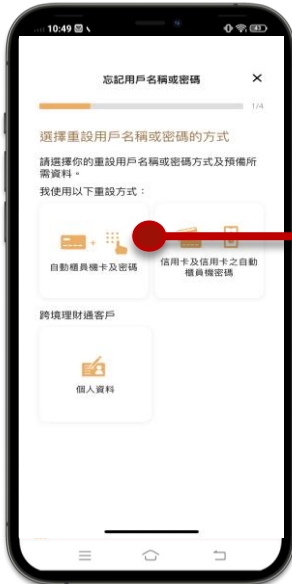 10:49
忘記用戶名稱或密碼
1/4
選擇重設用戶名稱或密碼的方式
請選擇你的重設用戶名稱或密碼方式及預備所
需資料。
我使用以下重設方式：
自動櫃員機卡及密碼
信用卡及信用卡之自動
櫃員機密碼
跨境理財通客戶
個人資料